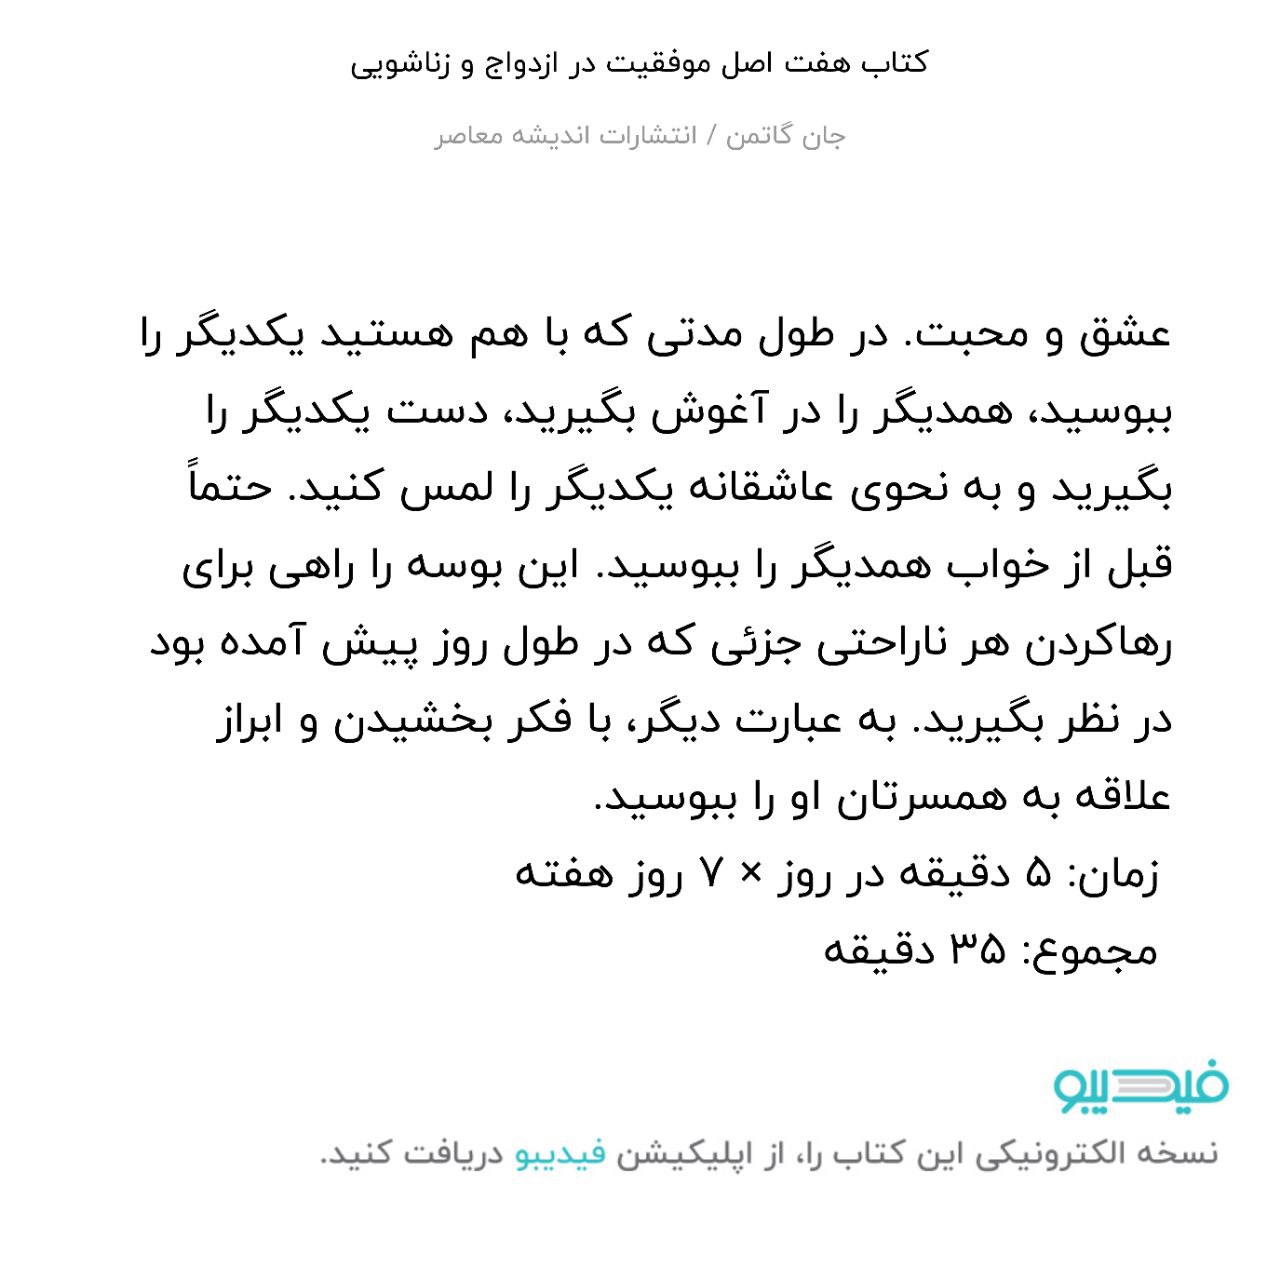 کتاب هفت اصل موفقیت در ازدواج و زناشویی
جان گاتمن / انتشارات اندیشه معاصر
عشق و محبت. در طول مدتی که با هم هستید یکدیگر را
ببوسید، همدیگر را در آغوش بگیرید، دست یکدیگر را
بگیرید و به نحوی عاشقانه یکدیگر را لمس کنید. حتماً
قبل از خواب همدیگر را ببوسید. این بوسه را راهی برای
رهاکردن هر ناراحتی جزئی که در طول روز پیش آمده بود
در نظر بگیرید. به عبارت دیگر، با فکر بخشیدن و ابراز
علاقه به همسرتان او را ببوسید.
زمان: ۵ دقیقه در روز × ۷ روز هفته
مجموع: ۳۵ دقیقه
فیدیبو
نسخه الکترونیکی این کتاب را، از اپلیکیشن فیدیبو دریافت کنید.